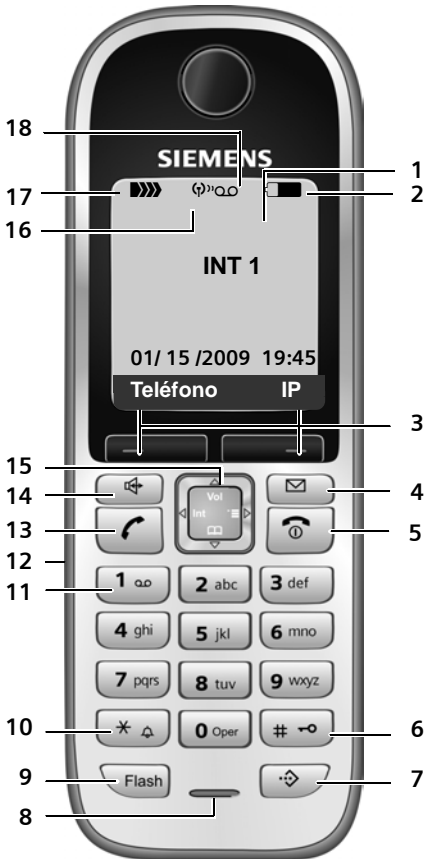 18
SIEMENS
1
17
2
16
INT 1
01/ 15 /2009 19:45
Teléfono IP
3
15
Vol
Int
14
4
13
5
12
11
1
2 abc
3 def
4 ghi
5 jkl
6 mno
7 pqrs
8 tuv
9 wxyz
10
*
0 Oper
#
6
9
Flash
7
8